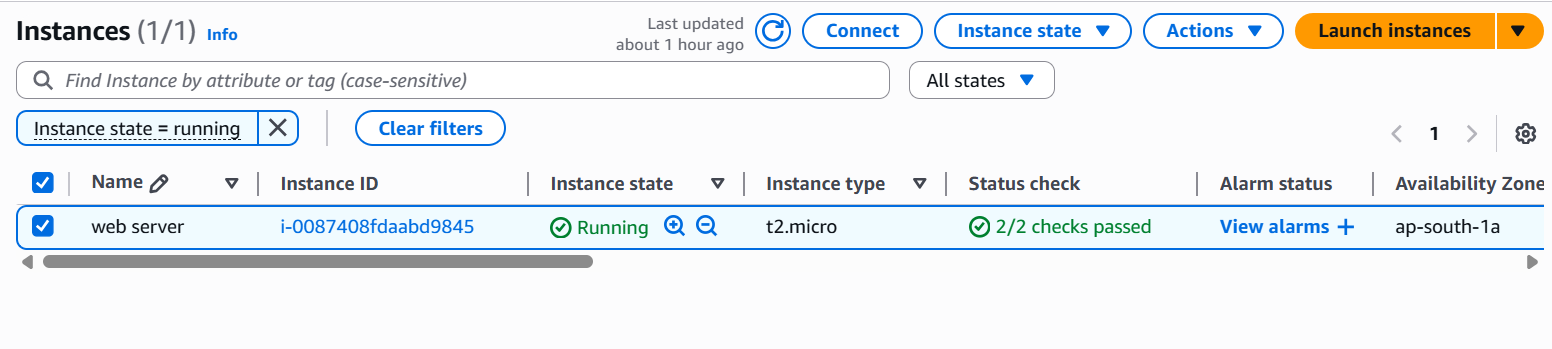 Instances (1/1) Info
Last updated
about 1 hour ago
Connect
Instance state
Actions
Launch instances
Find Instance by attribute or tag (case-sensitive)
All states
Instance state = running
Clear filters
1
Name Instance ID Instance state Instance type Status check Alarm status Availability Zone
web server i-0087408fdaabd9845 Running t2.micro 2/2 checks passed View alarms + ap-south-1a